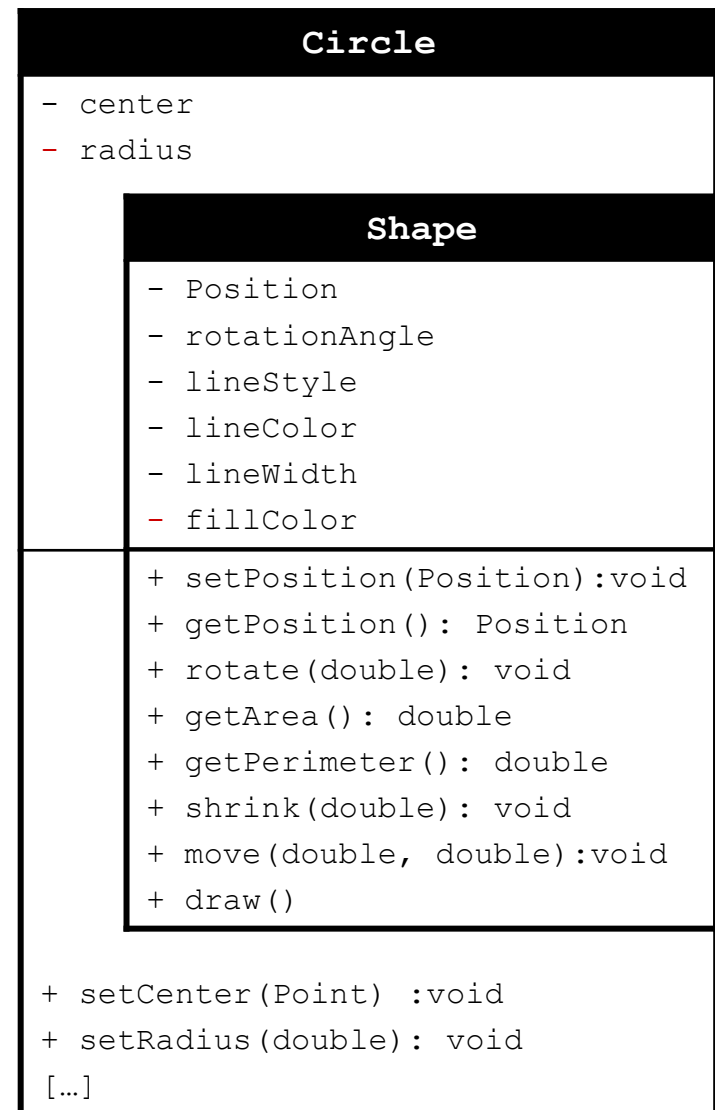 Circle
- center
- radius
Shape
- Position
- rotationAngle
- lineStyle
- lineColor
- lineWidth
- fillColor
+ setPosition(Position):void
+ getPosition(): Position
+ rotate(double): void
+ getArea(): double
+ getPerimeter(): double
+ shrink(double): void
+ move(double, double):void
+ draw()
+ setCenter(Point) :void
+ setRadius(double): void
[…]